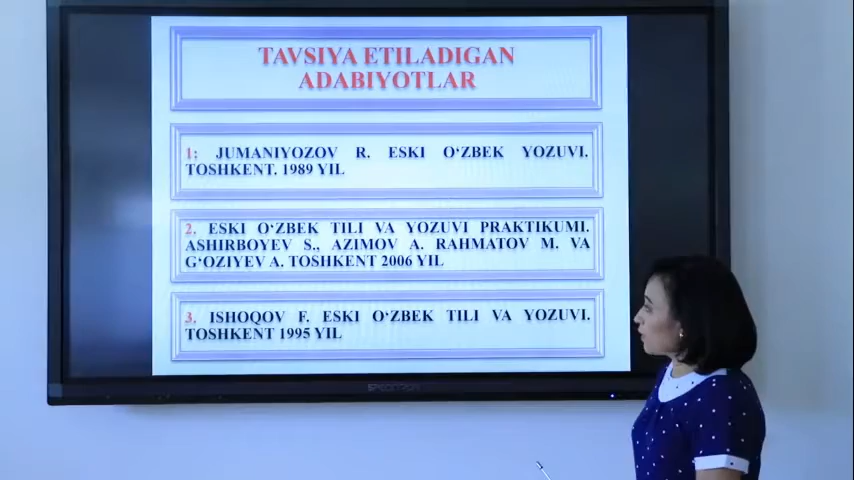 TAVSIYA ETILADIGAN
ADABIYOTLAR
1: JUMANIYOZOV R. ESKI O‘ZBEK YOZUVI.
TOSHKENT. 1989 YIL
2. ESKI O‘ZBEK TILI VA YOZUVI PRAKTIKUMI.
ASHIRBOYEV S., AZIMOV A. RAHMATOV M. VA
G‘OZIYEV A. TOSHKENT 2006 YIL
3. ISHOQOV F. ESKI O‘ZBEK TILI VA YOZUVI.
TOSHKENT 1995 YIL